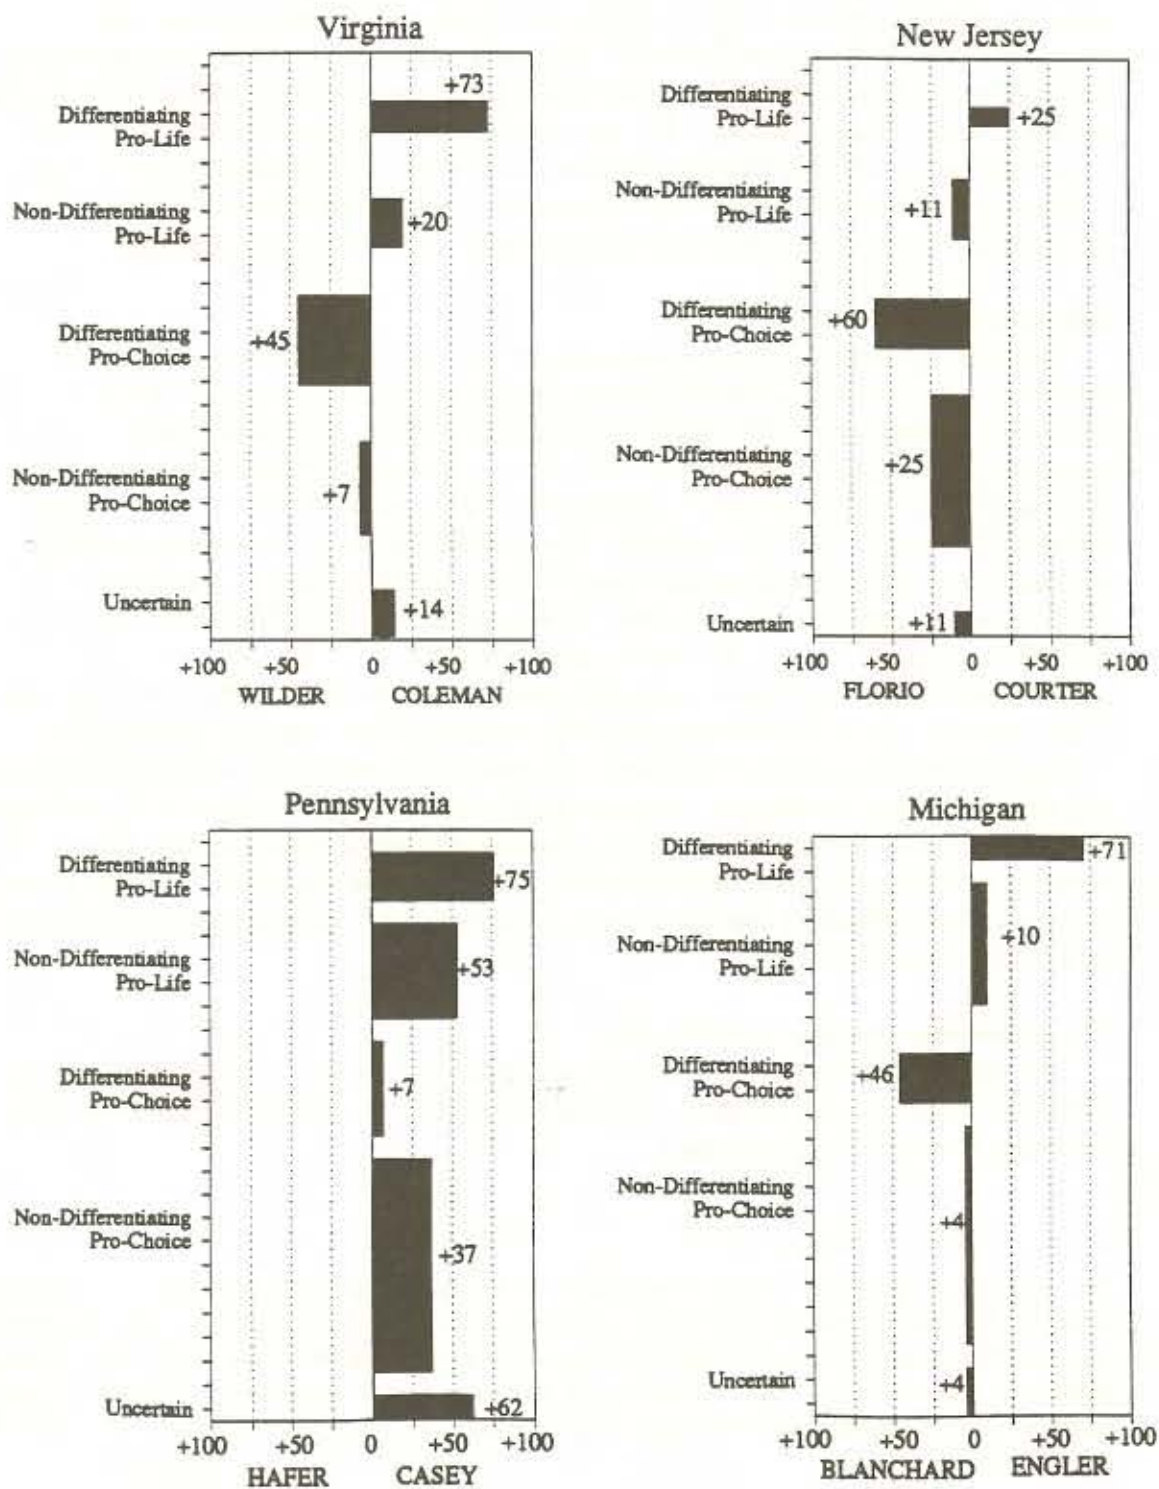 Virginia
Differentiating
Pro-Life
+73
Non-Differentiating
Pro-Life
+20
Differentiating
Pro-Choice
+45
Non-Differentiating
Pro-Choice
+7
Uncertain
+14
+100 +50 0 +50 +100
WILDER COLEMAN
New Jersey
Differentiating
Pro-Life
+25
Non-Differentiating
Pro-Life
+11
Differentiating
Pro-Choice
+60
Non-Differentiating
Pro-Choice
+25
Uncertain
+11
+100 +50 0 +50 +100
FLORIO COURTER
Pennsylvania
Differentiating
Pro-Life
+75
Non-Differentiating
Pro-Life
+53
Differentiating
Pro-Choice
+7
Non-Differentiating
Pro-Choice
+37
Uncertain
+62
+100 +50 0 +50 +100
HAFER CASEY
Michigan
Differentiating
Pro-Life
+71
Non-Differentiating
Pro-Life
+10
Differentiating
Pro-Choice
+46
Non-Differentiating
Pro-Choice
+4
Uncertain
+4
+100 +50 0 +50 +100
BLANCHARD ENGLER